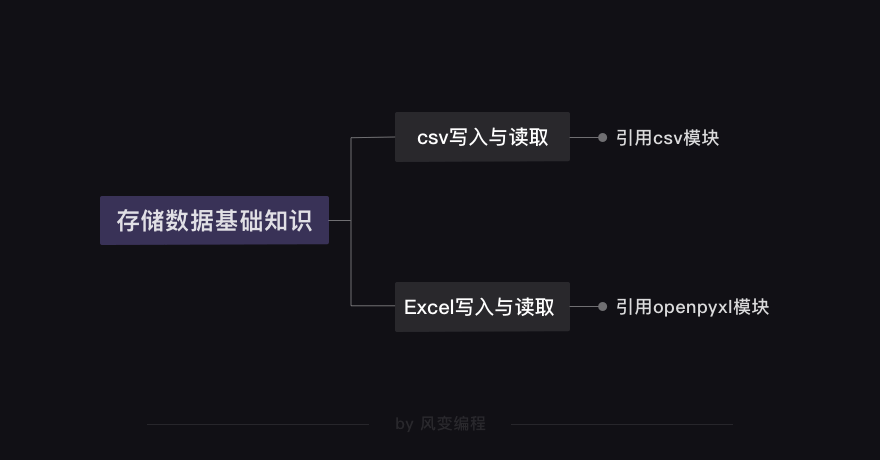 csv写入与读取
引用csv模块
存储数据基础知识
Excel写入与读取
引用openpyxl模块
by 风变编程